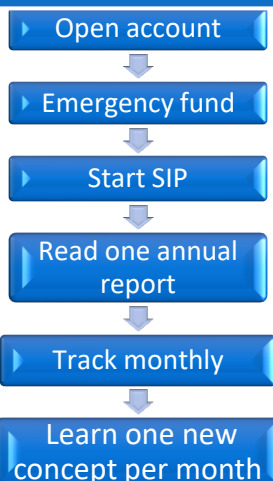 Open account
Emergency fund
Start SIP
Read one annual
report
Track monthly
Learn one new
concept per month